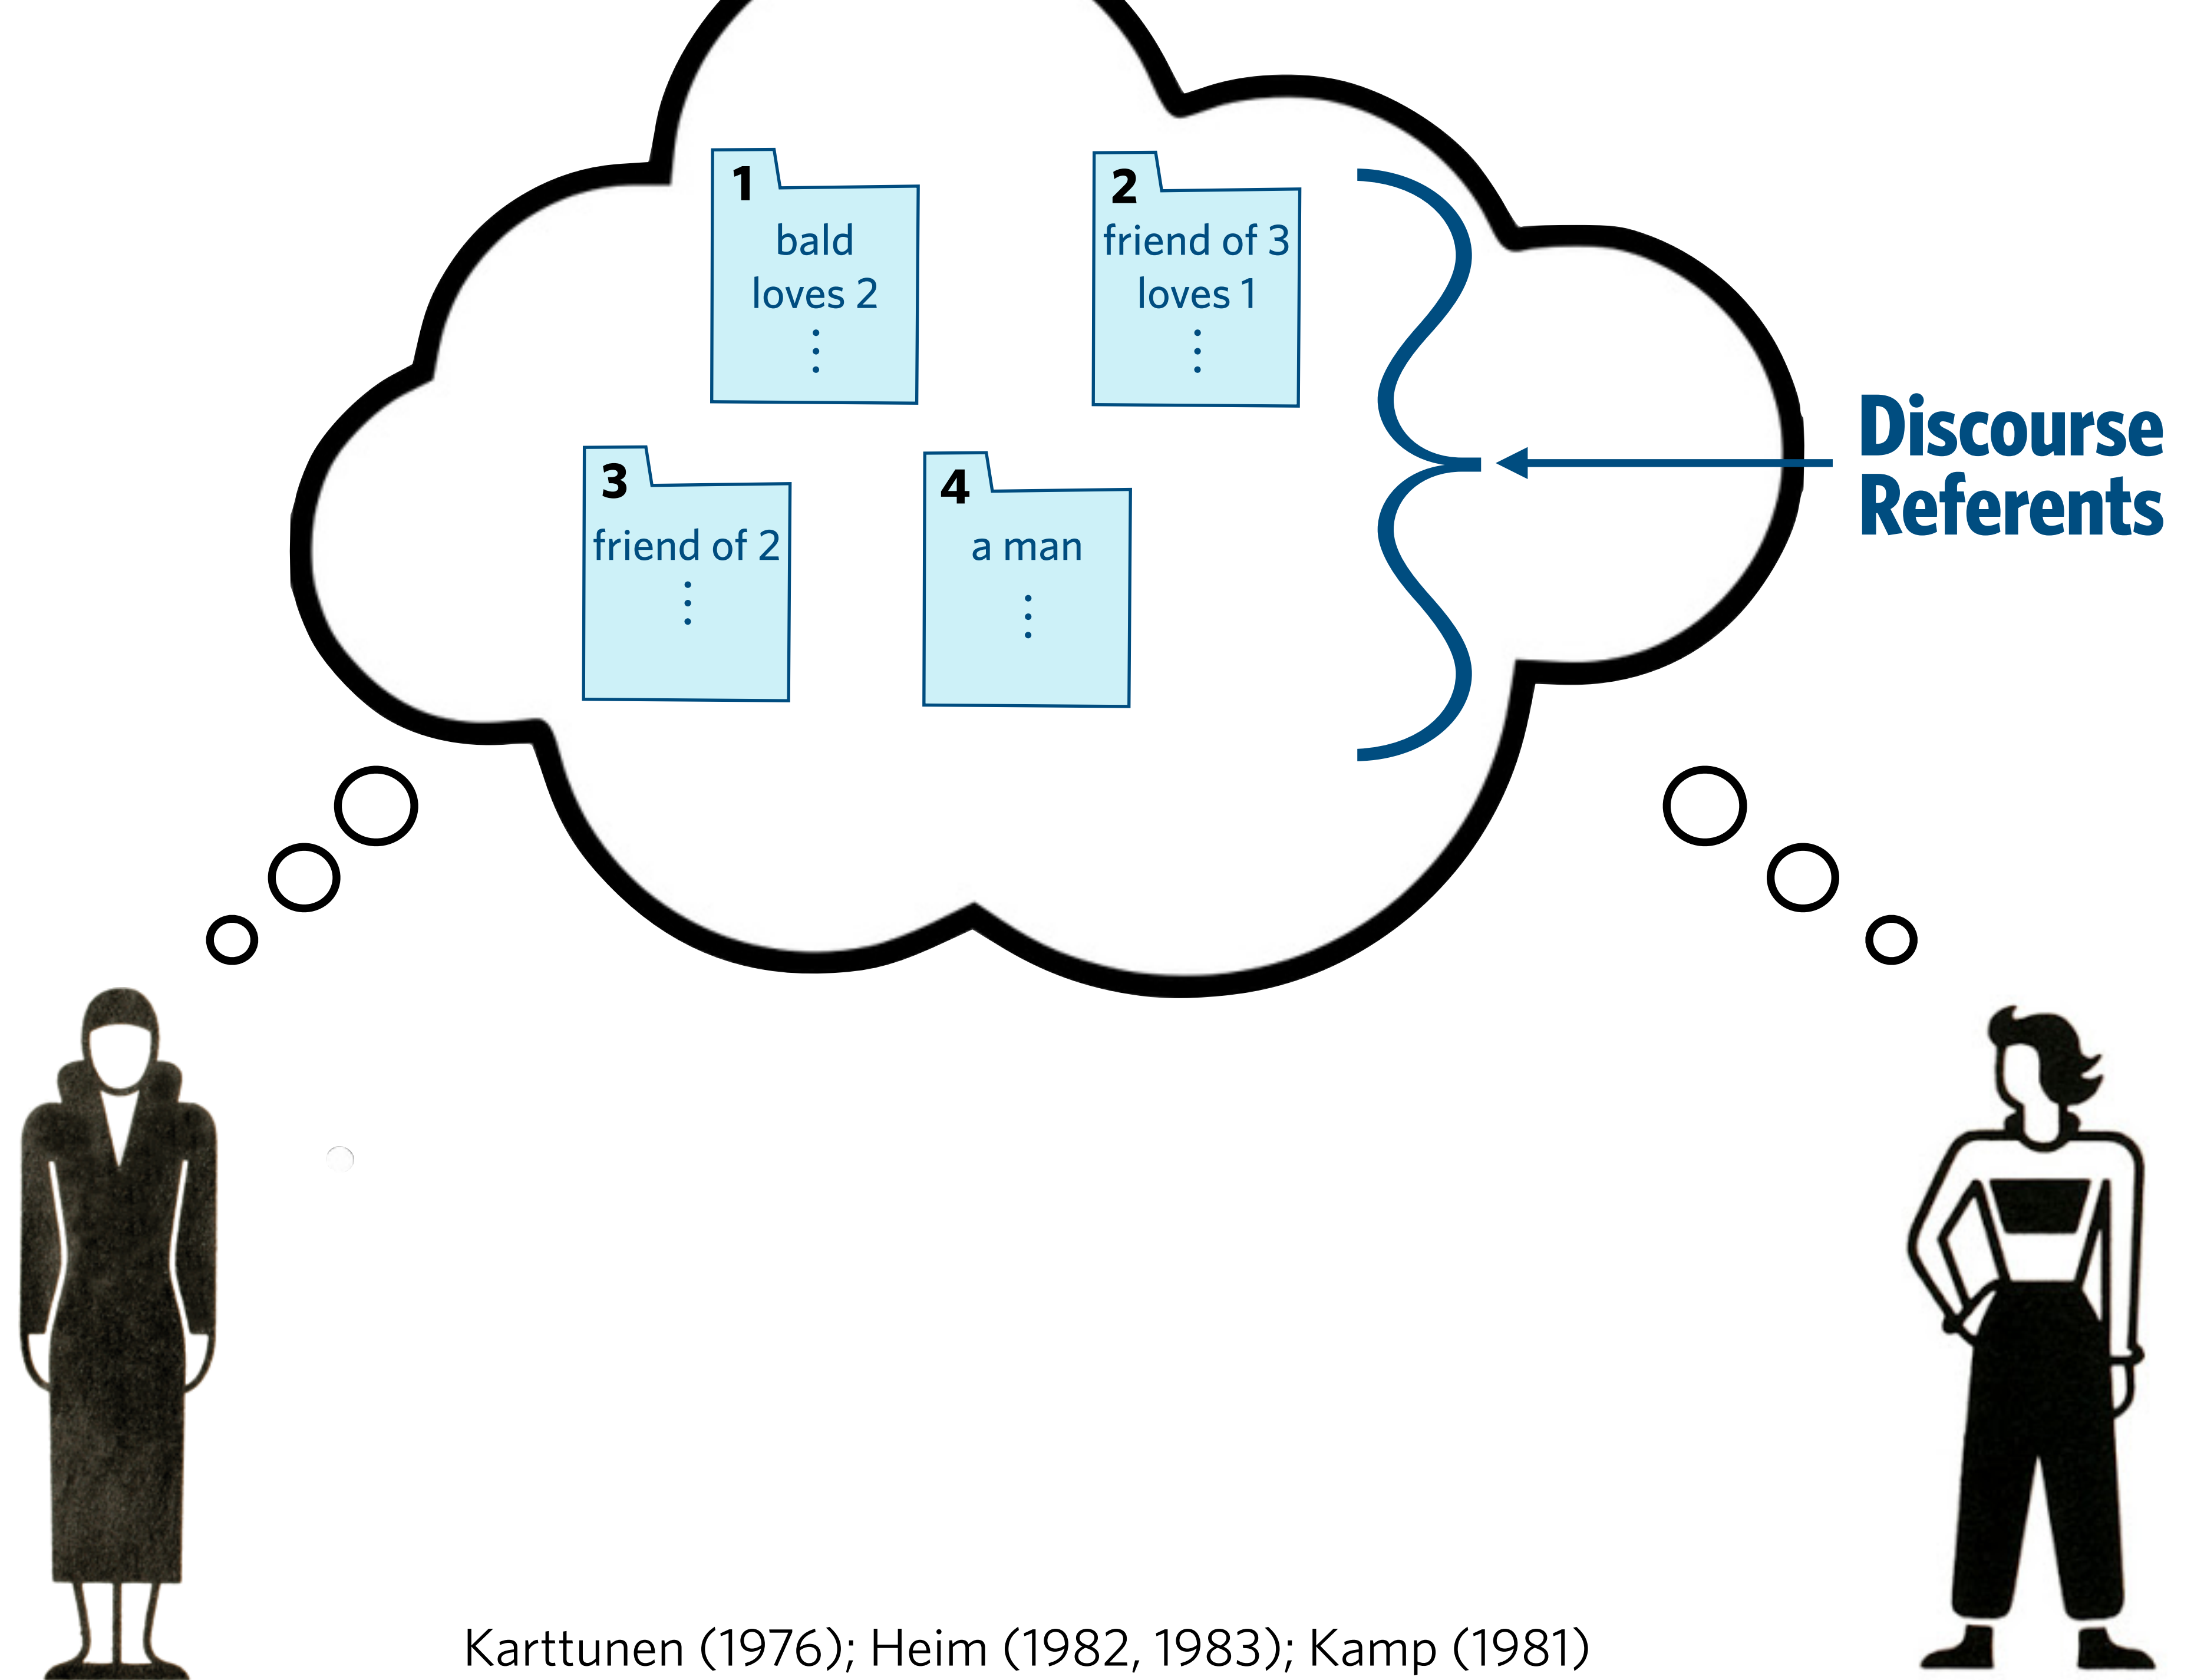 1
bald
loves 2
2
friend of 3
loves 1
3
friend of 2
4
a man
Discourse
Referents
Karttunen (1976); Heim (1982, 1983); Kamp (1981)